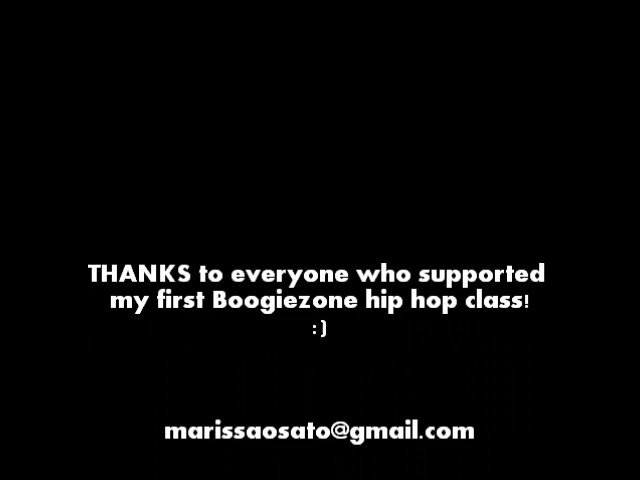 THANKS to everyone who supported
my first Boogiezone hip hop class!
:)
marissaosato@gmail.com